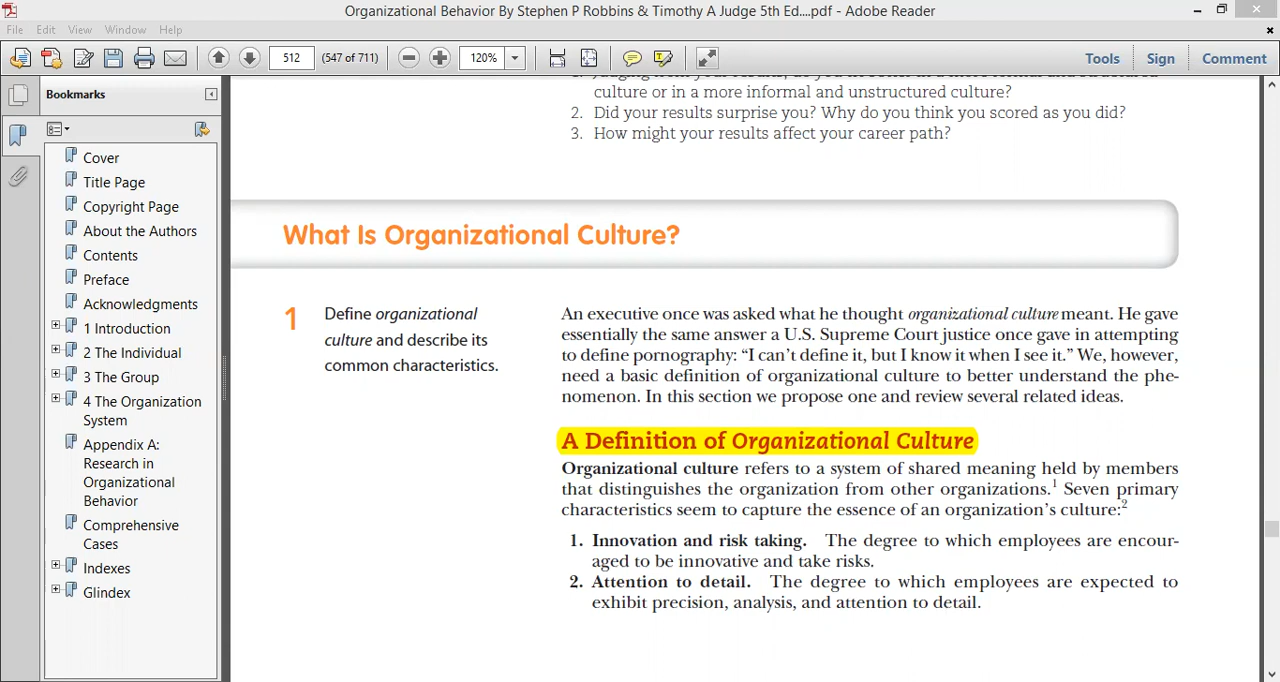 Organizational Behavior By Stephen P Robbins & Timothy A Judge 5th Ed....pdf - Adobe Reader
File Edit View Window Help
512 (547 of 711) 120% Tools Sign Comment
Bookmarks
Cover
Title Page
Copyright Page
About the Authors
Contents
Preface
Acknowledgments
1 Introduction
2 The Individual
3 The Group
4 The Organization
System
Appendix A:
Research in
Organizational
Behavior
Comprehensive
Cases
Indexes
Glindex
culture or in a more informal and unstructured culture?
2. Did your results surprise you? Why do you think you scored as you did?
3. How might your results affect your career path?
What Is Organizational Culture?
1 Define organizational
culture and describe its
common characteristics.
An executive once was asked what he thought organizational culture meant. He gave
essentially the same answer a U.S. Supreme Court justice once gave in attempting
to define pornography: “I can’t define it, but I know it when I see it.” We, however,
need a basic definition of organizational culture to better understand the phe-
nomenon. In this section we propose one and review several related ideas.
A Definition of Organizational Culture
Organizational culture refers to a system of shared meaning held by members
that distinguishes the organization from other organizations.1 Seven primary
characteristics seem to capture the essence of an organization’s culture:2
1. Innovation and risk taking. The degree to which employees are encour-
aged to be innovative and take risks.
2. Attention to detail. The degree to which employees are expected to
exhibit precision, analysis, and attention to detail.